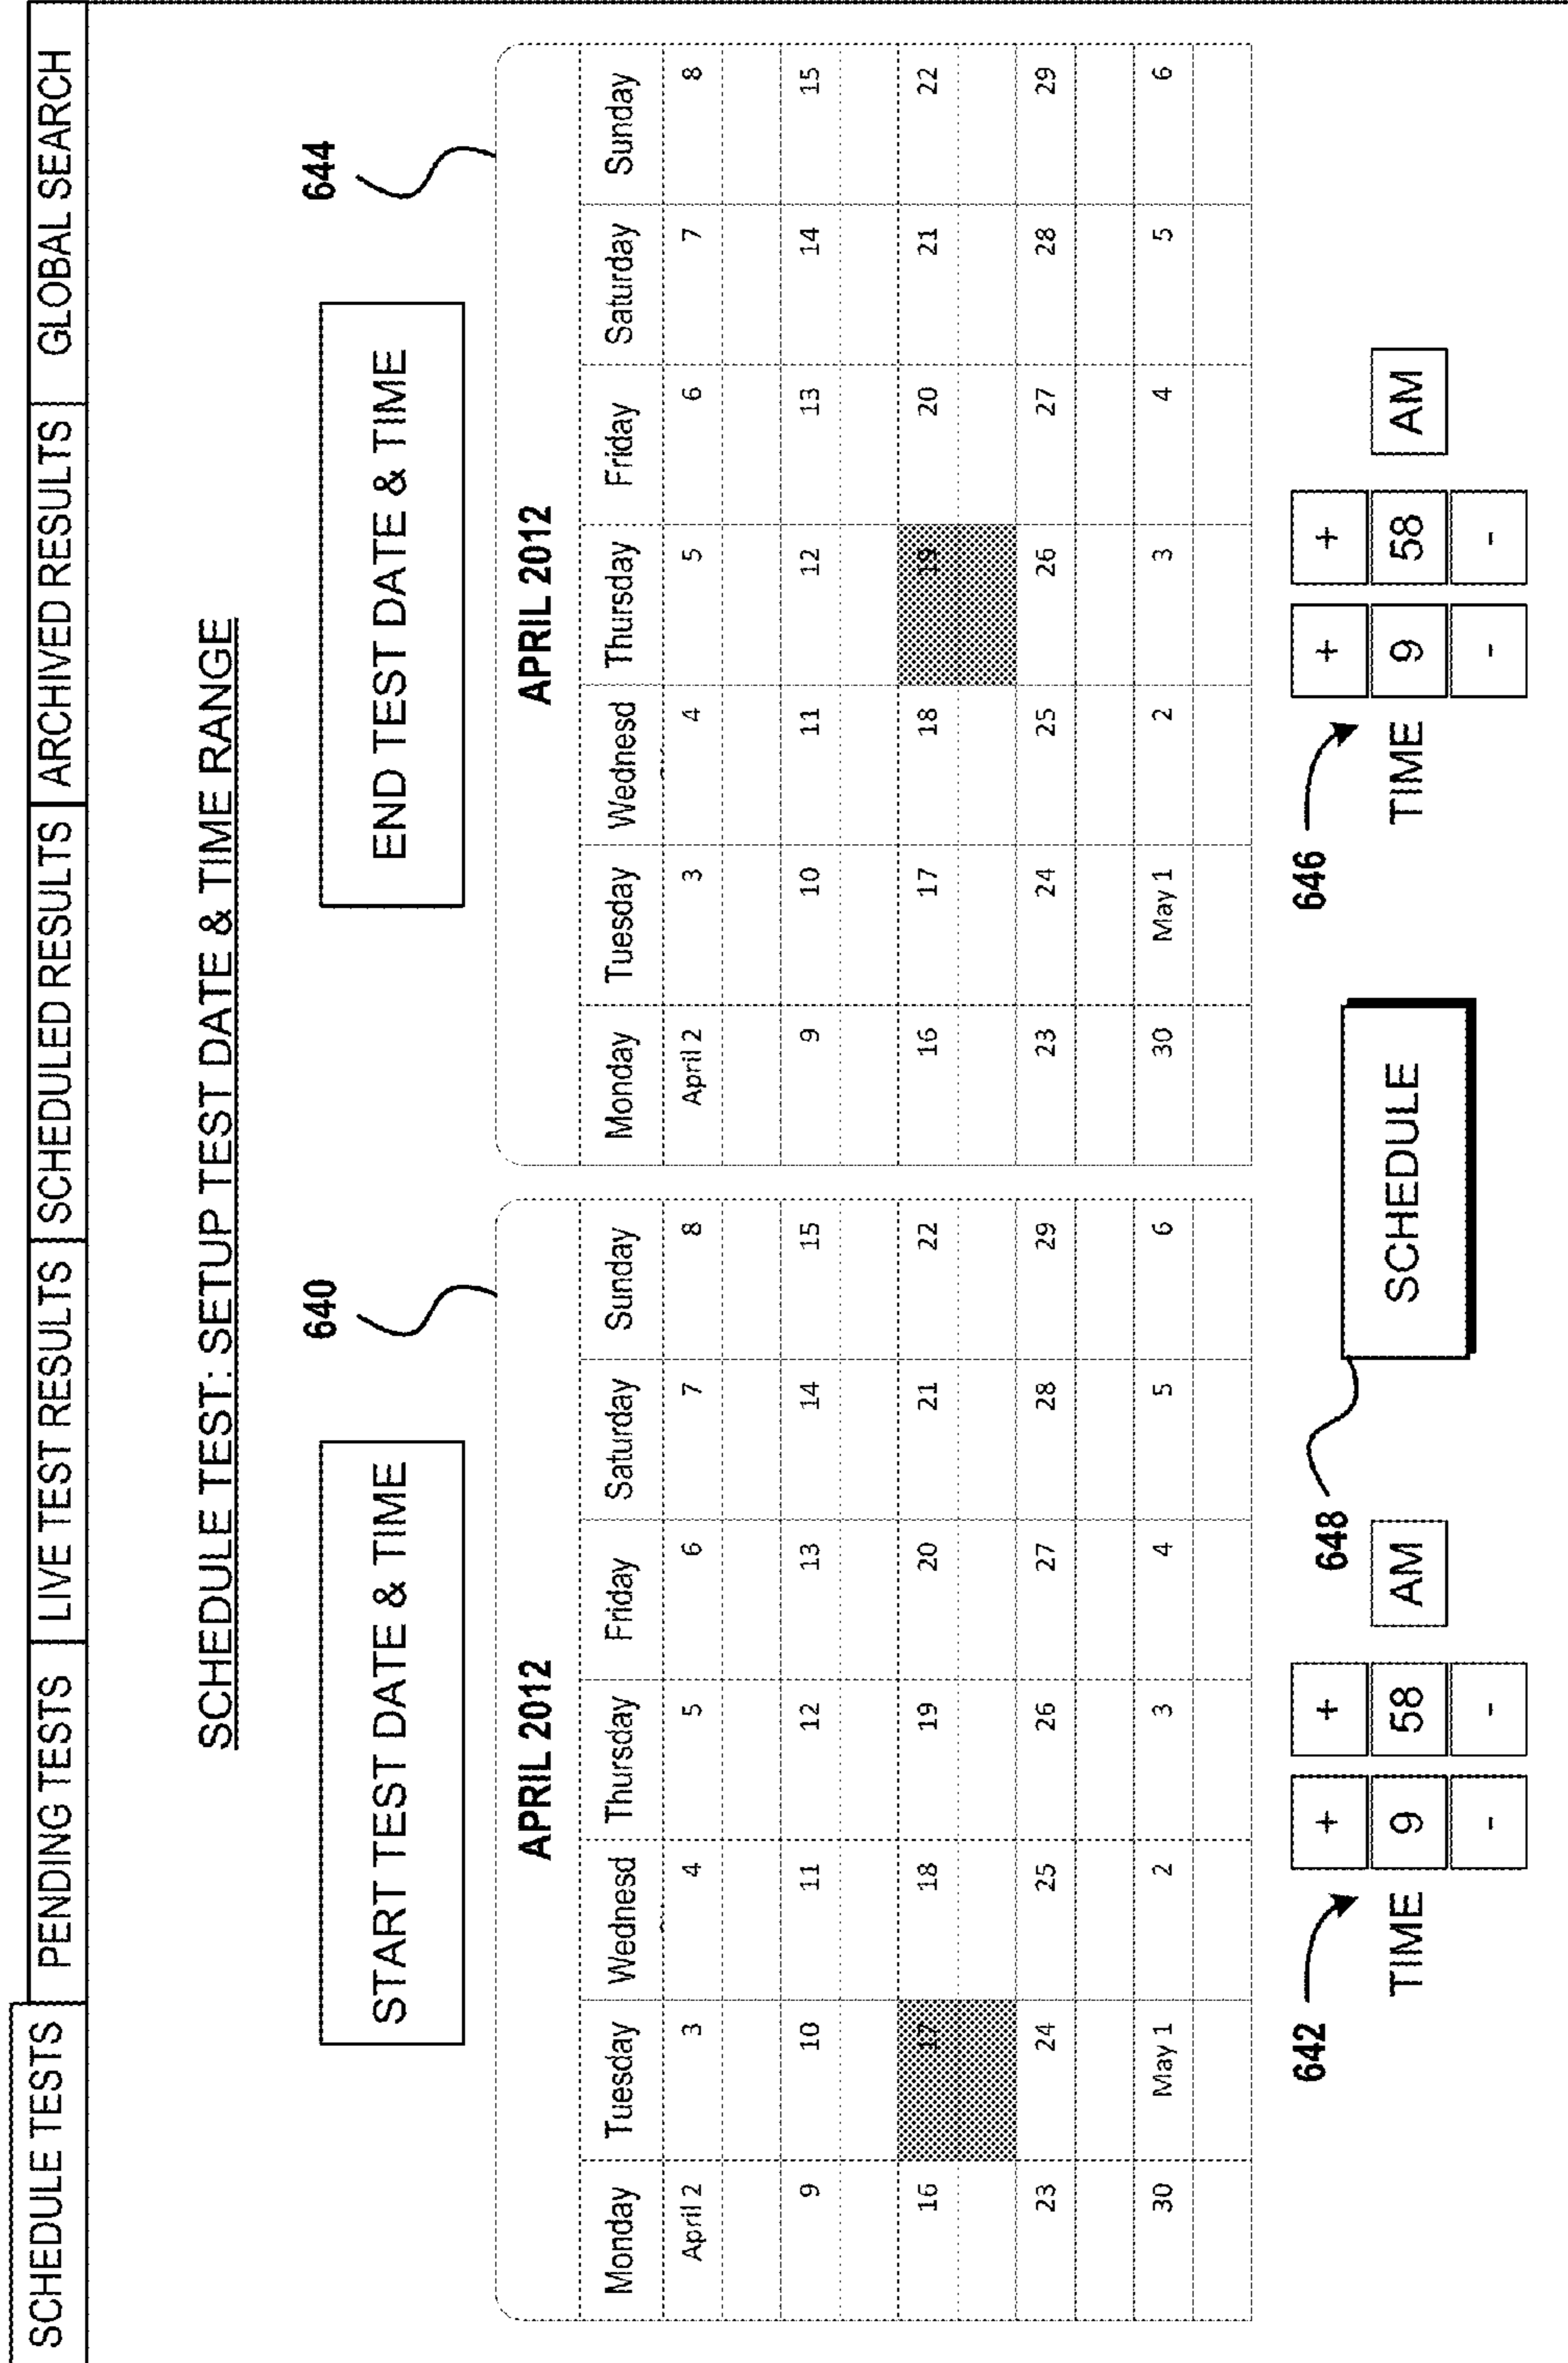 SCHEDULE TESTS PENDING TESTS LIVE TEST RESULTS SCHEDULED RESULTS ARCHIVED RESULTS GLOBAL SEARCH
SCHEDULE TEST: SETUP TEST DATE & TIME RANGE
START TEST DATE & TIME
640
APRIL 2012
Monday Tuesday Wednesd Thursday Friday Saturday Sunday
April 2 3 4 5 6 7 8
9 10 11 12 13 14 15
16 17 18 19 20 21 22
23 24 25 26 27 28 29
30 May 1 2 3 4 5 6
642
+ +
TIME 9 58 AM
- -
END TEST DATE & TIME
644
APRIL 2012
Monday Tuesday Wednesd Thursday Friday Saturday Sunday
April 2 3 4 5 6 7 8
9 10 11 12 13 14 15
16 17 18 19 20 21 22
23 24 25 26 27 28 29
30 May 1 2 3 4 5 6
648
SCHEDULE
646
+ +
TIME 9 58 AM
- -